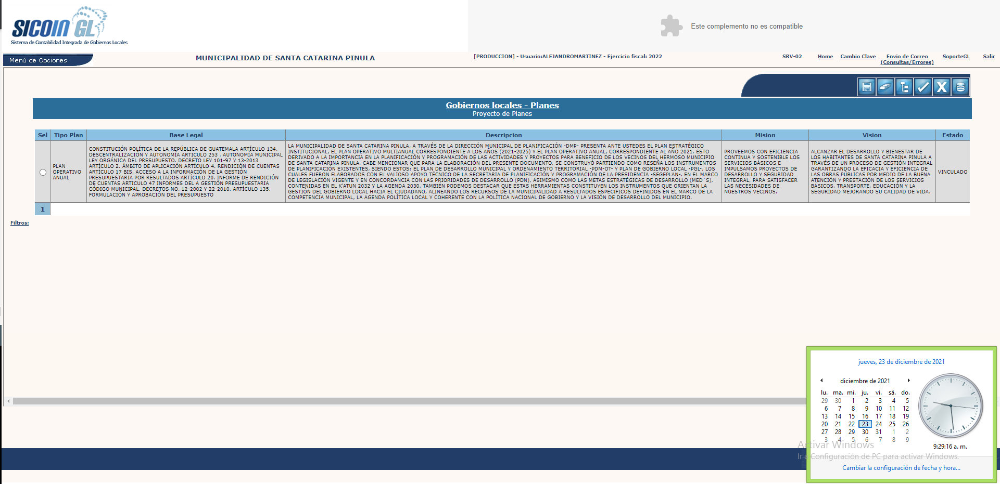 SICOIN GL
Sistema de Contabilidad Integrada de Gobiernos Locales
Este complemento no es compatible
Menú de Opciones
MUNICIPALIDAD DE SANTA CATARINA PINULA
[PRODUCCION] - Usuario:ALEJANDROMARTINEZ - Ejercicio fiscal: 2022
SRV-02
Home
Cambio Clave
Envio de Correo
(Consultas/Errores)
SoporteGL
Salir
Gobiernos locales - Planes
Proyecto de Planes
Sel
Tipo Plan
Base Legal
Descripcion
Mision
Vision
Estado
PLAN
OPERATIVO
ANUAL
CONSTITUCIÓN POLÍTICA DE LA REPÚBLICA DE GUATEMALA ARTÍCULO 134.
DESCENTRALIZACIÓN Y AUTONOMÍA ARTICULO 253 . AUTONOMÍA MUNICIPAL
LEY ORGÁNICA DEL PRESUPUESTO. DECRETO LEY 101-97 Y 13-2013
ARTÍCULO 2. ÁMBITO DE APLICACIÓN ARTÍCULO 4. RENDICIÓN DE CUENTAS
ARTÍCULO 17 BIS. ACCESO A LA INFORMACIÓN DE LA GESTIÓN
PRESUPUESTARIA POR RESULTADOS ARTÍCULO 20. INFORME DE RENDICIÓN
DE CUENTAS ARTICULO 47 INFORMES DEL A GESTIÓN PRESUPUESTARIA
CÓDIGO MUNICIPAL. DECRETOS NO. 12-2002 Y 22-2010. ARTÍCULO 135.
FORMULACIÓN Y APROBACIÓN DEL PRESUPUESTO
LA MUNICIPALIDAD DE SANTA CATARINA PINULA, A TRAVÉS DE LA DIRECCIÓN MUNICIPAL DE PLANIFICACIÓN -DMP- PRESENTA ANTE USTEDES EL PLAN ESTRATÉGICO
INSTITUCIONAL, EL PLAN OPERATIVO MULTIANUAL CORRESPONDIENTE A LOS AÑOS (2021-2025) Y EL PLAN OPERATIVO ANUAL, CORRESPONDIENTE AL AÑO 2021. ESTO
DERIVADO A LA IMPORTANCIA EN LA PLANIFICACIÓN Y PROGRAMACIÓN DE LAS ACTIVIDADES Y PROYECTOS PARA BENEFICIO DE LOS VECINOS DEL HERMOSO MUNICIPIO
DE SANTA CATARINA PINULA. CABE MENCIONAR QUE PARA LA ELABORACIÓN DEL PRESENTE DOCUMENTO, SE CONSTRUYÓ PARTIENDO COMO RESEÑA LOS INSTRUMENTOS
DE PLANIFICACIÓN EXISTENTES, SIENDO ESTOS: EL PLAN DE DESARROLLO MUNICIPAL Y ORDENAMIENTO TERRITORIAL -PDM-OT- Y PLAN DE GOBIERNO LOCAL -PGL-, LOS
CUALES FUERON ELABORADOS CON EL VALIOSO APOYO TÉCNICO DE LA SECRETARIA DE PLANIFICACIÓN Y PROGRAMACIÓN DE LA PRESIDENCIA -SEGEPLAN-. EN EL MARCO
DE LEGISLACIÓN VIGENTE Y EN CONCORDANCIA CON LAS PRIORIDADES DE DESARROLLO (PDN), ASIMISMO COMO LAS METAS ESTRATÉGICAS DE DESARROLLO (MED´S),
CONTENIDAS EN EL K'ATUN 2032 Y LA AGENDA 2030. TAMBIÉN PODEMOS DESTACAR QUE ESTAS HERRAMIENTAS CONSTITUYEN LOS INSTRUMENTOS QUE ORIENTAN LA
GESTIÓN DEL GOBIERNO LOCAL HACIA EL CIUDADANO, ALINEANDO LOS RECURSOS DE LA MUNICIPALIDAD A RESULTADOS ESPECÍFICOS DEFINIDOS EN EL MARCO DE LA
COMPETENCIA MUNICIPAL, LA AGENDA POLÍTICA LOCAL Y COHERENTE CON LA POLÍTICA NACIONAL DE GOBIERNO Y LA VISIÓN DE DESARROLLO DEL MUNICIPIO.
PROVEEMOS CON EFICIENCIA
CONTINUA Y SOSTENIBLE LOS
SERVICIOS BÁSICOS E
IMPULSAMOS PROYECTOS DE
DESARROLLO Y SEGURIDAD
INTEGRAL, PARA SATISFACER
LAS NECESIDADES DE
NUESTROS VECINOS.
ALCANZAR EL DESARROLLO Y BIENESTAR DE
LOS HABITANTES DE SANTA CATARINA PINULA A
TRAVÉS DE UN PROCESO DE GESTIÓN INTEGRAL
GARANTIZANDO LA EFICACIA Y EFICIENCIA DE
LAS OBRAS PÚBLICAS POR MEDIO DE LA BUENA
ATENCIÓN Y PRESTACIÓN DE LOS SERVICIOS
BÁSICOS, TRANSPORTE, EDUCACIÓN Y LA
SEGURIDAD MEJORANDO SU CALIDAD DE VIDA.
VINCULADO
1
Filtros:
jueves, 23 de diciembre de 2021
diciembre de 2021
lu. ma. mi. ju. vi. sá. do.
29 30 1 2 3 4 5
6 7 8 9 10 11 12
13 14 15 16 17 18 19
20 21 22 23 24 25 26
27 28 29 30 31 1 2
3 4 5 6 7 8 9
9:29:16 a. m.
Activar Windows
Ir a Configuración de PC para activar Windows.
Cambiar la configuración de fecha y hora...